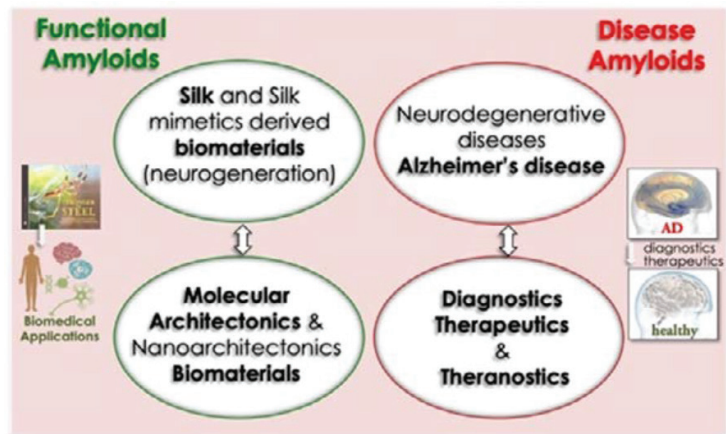 Functional
Amyloids
Disease
Amyloids
Silk and Silk
mimetics derived
biomaterials
(neurogeneration)
Neurodegenerative
diseases
Alzheimer's disease
STEEL
Biomedical
Applications
Molecular
Architectonics &
Nanoarchitectonics
Biomaterials
Diagnostics
Therapeutics
&
Theranostics
AD
diagnostics
therapeutics
healthy